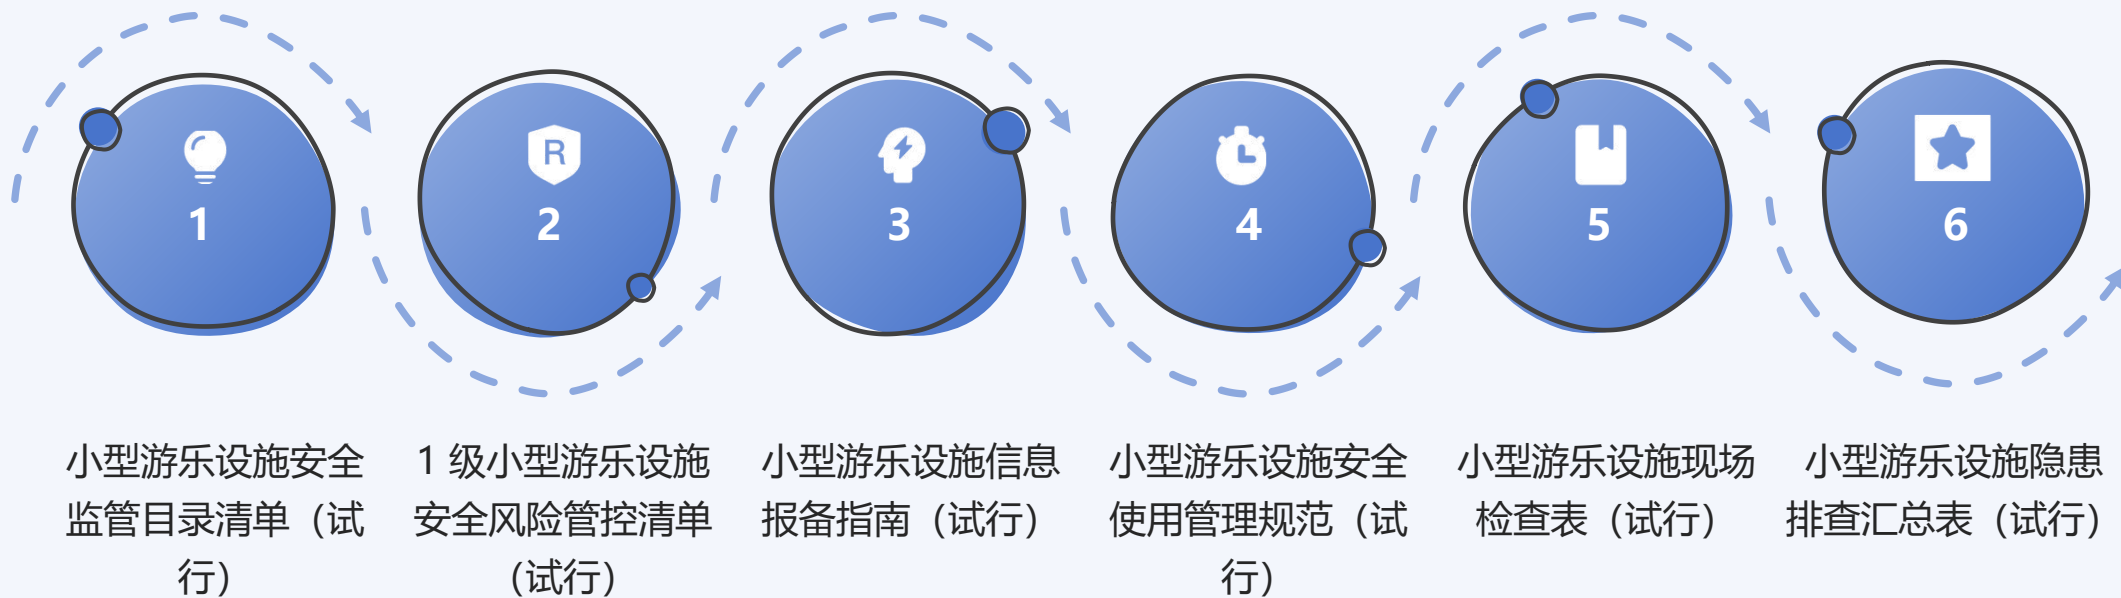 1
R
2
3
4
5
6
小型游乐设施安全
监管目录清单（试
行）
1 级小型游乐设施
安全风险管控清单
（试行）
小型游乐设施信息
报备指南（试行）
小型游乐设施安全
使用管理规范（试
行）
小型游乐设施现场
检查表（试行）
小型游乐设施隐患
排查汇总表（试行）